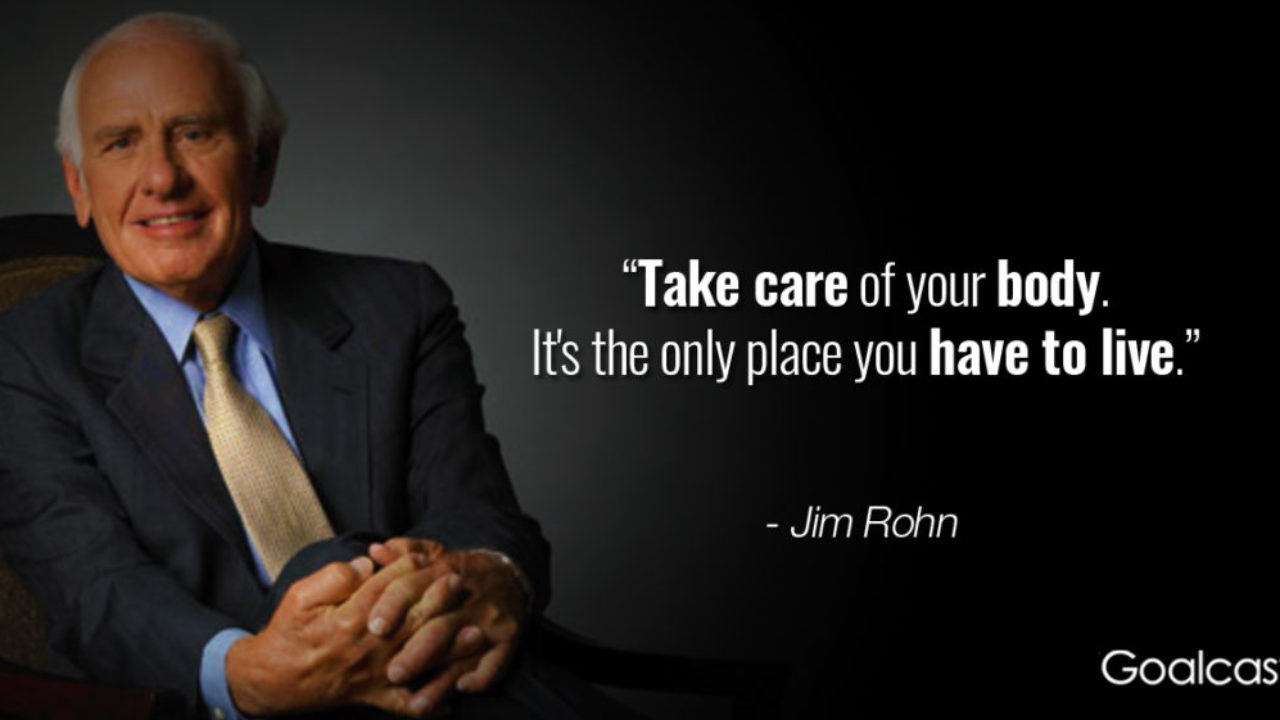 “Take care of your body.
It's the only place you have to live.”
- Jim Rohn
Goalcas